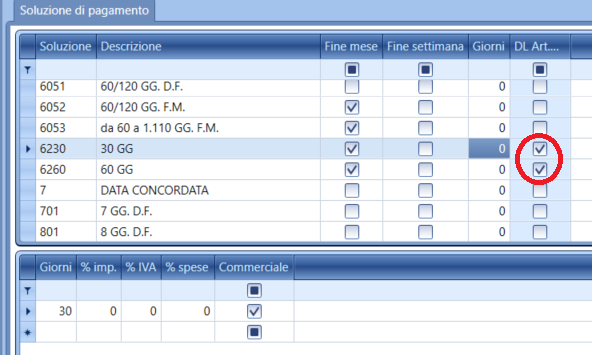 Soluzione di pagamento
Soluzione Descrizione Fine mese Fine settimana Giorni DL Art....
6051 60/120 GG. D.F. 0
6052 60/120 GG. F.M. 0
6053 da 60 a 1.110 GG. F.M. 0
6230 30 GG 0
6260 60 GG 0
7 DATA CONCORDATA 0
701 7 GG. D.F. 0
801 8 GG. D.F. 0
Giorni % imp. % IVA % spese Commerciale
30 0 0 0